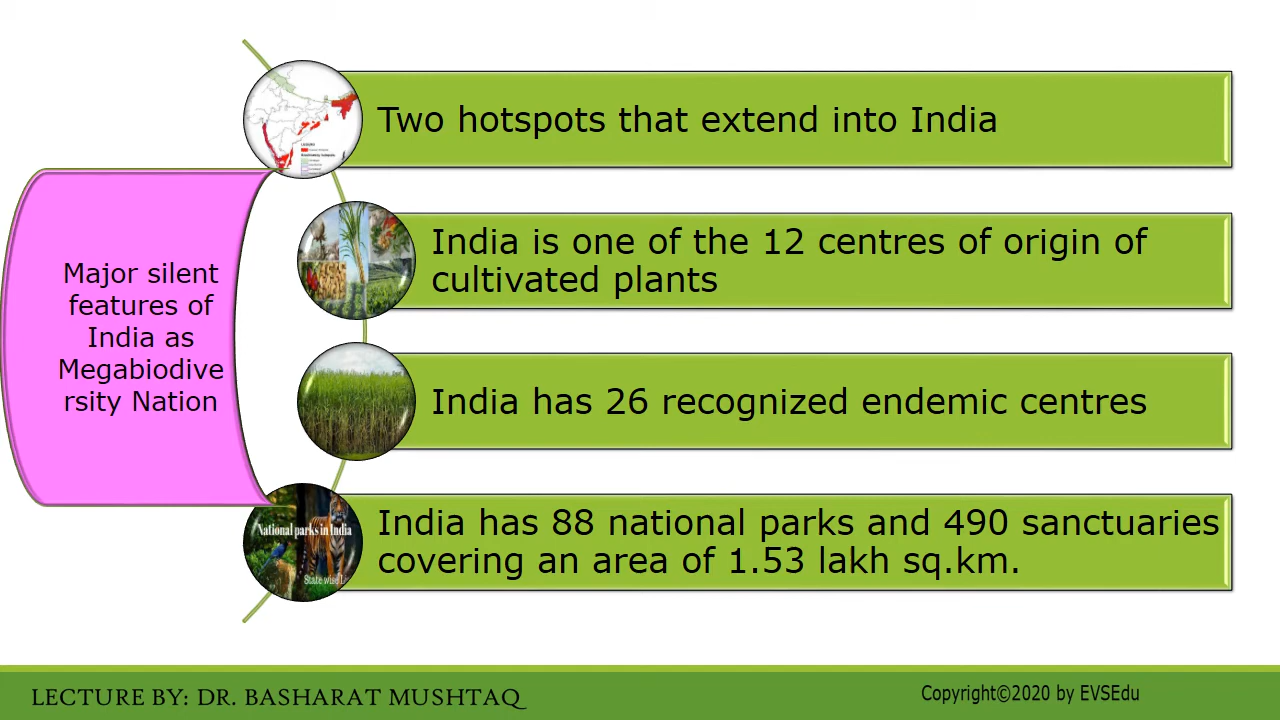 Two hotspots that extend into India
India is one of the 12 centres of origin of
cultivated plants
Major silent
features of
India as
Megabiodive
rsity Nation
India has 26 recognized endemic centres
National parks in India
State wise
India has 88 national parks and 490 sanctuaries
covering an area of 1.53 lakh sq.km.
LECTURE BY: DR. BASHARAT MUSHTAQ
Copyright©2020 by EVSEdu